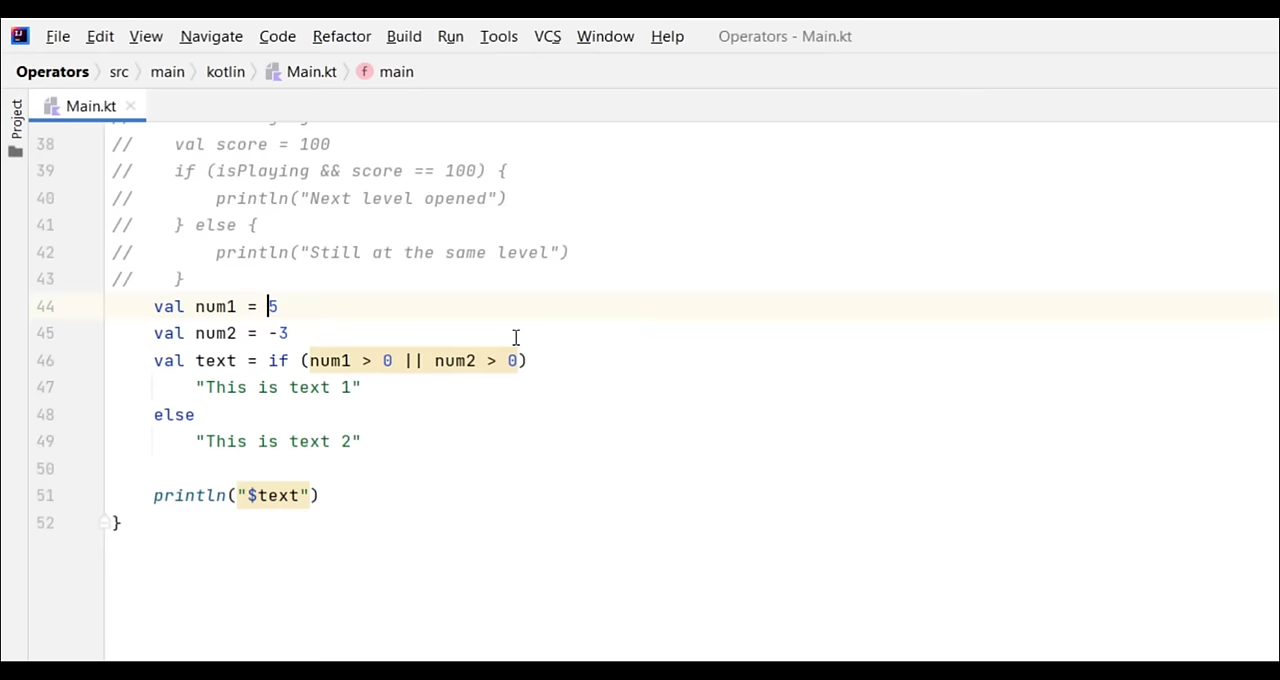 File Edit View Navigate Code Refactor Build Run Tools VCS Window Help Operators - Main.kt
Operators src main kotlin Main.kt f main
Project
Main.kt
38 // val score = 100
39 // if (isPlaying && score == 100) {
40 // println("Next level opened")
41 // } else {
42 // println("Still at the same level")
43 // }
44 val num1 = 5
45 val num2 = -3
46 val text = if (num1 > 0 || num2 > 0)
47 "This is text 1"
48 else
49 "This is text 2"
50
51 println("$text")
52 }